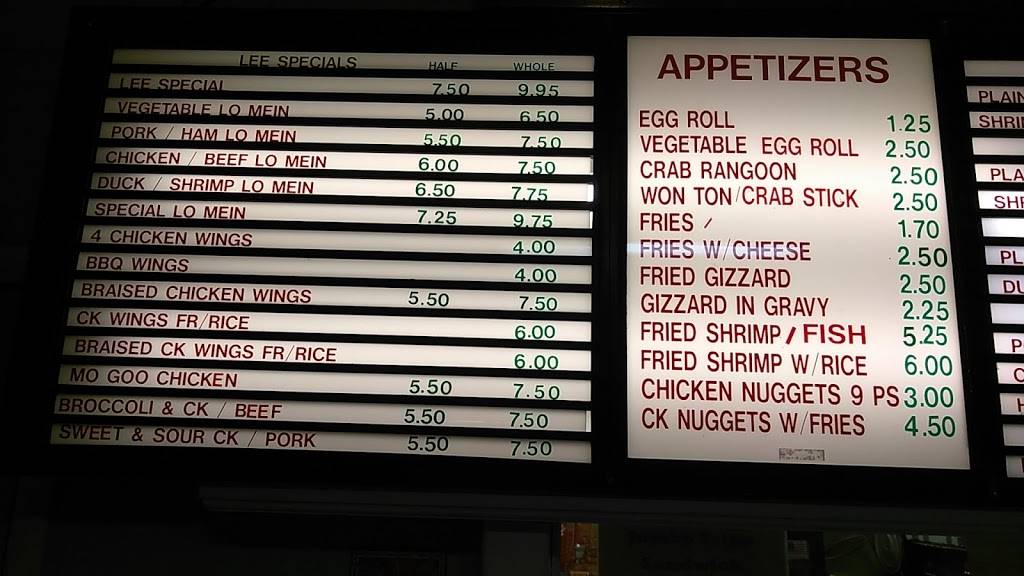 LEE SPECIALS HALF WHOLE
LEE SPECIAL 7.50 9.95
VEGETABLE LO MEIN 5.00 6.50
PORK / HAM LO MEIN 5.50 7.50
CHICKEN / BEEF LO MEIN 6.00 7.50
DUCK / SHRIMP LO MEIN 6.50 7.75
SPECIAL LO MEIN 7.25 9.75
4 CHICKEN WINGS 4.00
BBQ WINGS 4.00
BRAISED CHICKEN WINGS 5.50 7.50
CK WINGS FR/RICE 6.00
BRAISED CK WINGS FR/RICE 6.00
MO GOO CHICKEN 5.50 7.50
BROCCOLI & CK / BEEF 5.50 7.50
SWEET & SOUR CK / PORK 5.50 7.50
APPETIZERS
EGG ROLL 1.25
VEGETABLE EGG ROLL 2.50
CRAB RANGOON 2.50
WON TON/CRAB STICK 2.50
FRIES / 1.70
FRIES W/CHEESE 2.50
FRIED GIZZARD 2.50
GIZZARD IN GRAVY 2.25
FRIED SHRIMP / FISH 5.25
FRIED SHRIMP W/RICE 6.00
CHICKEN NUGGETS 9 PS 3.00
CK NUGGETS W/FRIES 4.50
PLAIN